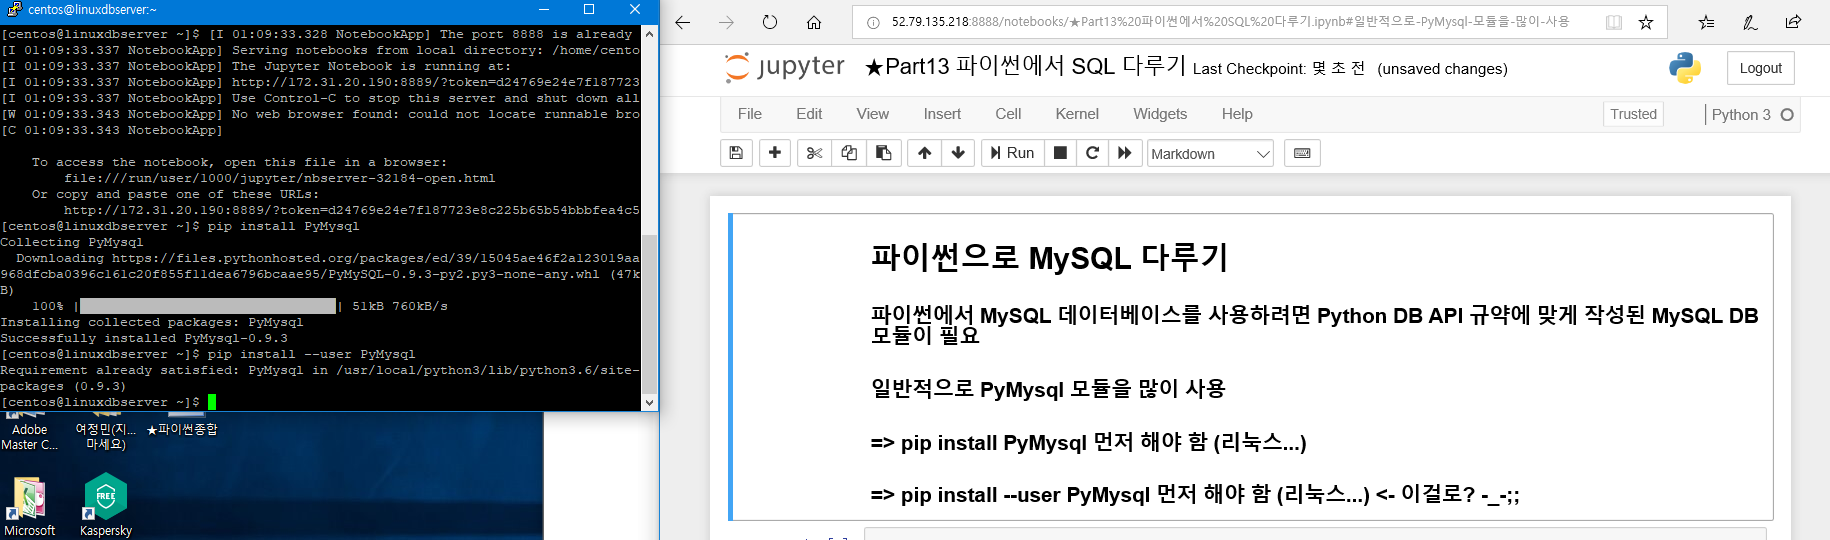 centos@linuxdbserver:~
[centos@linuxdbserver ~]$ [I 01:09:33.328 NotebookApp] The port 8888 is already
[I 01:09:33.337 NotebookApp] Serving notebooks from local directory: /home/cento
[I 01:09:33.337 NotebookApp] The Jupyter Notebook is running at:
[I 01:09:33.337 NotebookApp] http://172.31.20.190:8889/?token=d24769e24e7f187723
[I 01:09:33.337 NotebookApp] Use Control-C to stop this server and shut down all
[W 01:09:33.343 NotebookApp] No web browser found: could not locate runnable bro
[C 01:09:33.343 NotebookApp]
To access the notebook, open this file in a browser:
file:///run/user/1000/jupyter/nbserver-32184-open.html
Or copy and paste one of these URLs:
http://172.31.20.190:8889/?token=d24769e24e7f187723e8c225b65b54bbbfea4c5
[centos@linuxdbserver ~]$ pip install PyMysql
Collecting PyMysql
Downloading https://files.pythonhosted.org/packages/ed/39/15045ae46f2a123019aa
968dfcba0396c161c20f855f11dea6796bcaae95/PyMySQL-0.9.3-py2.py3-none-any.whl (47k
B)
100% | | 51kB 760kB/s
Installing collected packages: PyMysql
Successfully installed PyMysql-0.9.3
[centos@linuxdbserver ~]$ pip install --user PyMysql
Requirement already satisfied: PyMysql in /usr/local/python3/lib/python3.6/site-
packages (0.9.3)
[centos@linuxdbserver ~]$
Adobe
Master C...
여정민(지...
마세요)
★파이썬종합
Microsoft
FREE
Kaspersky
52.79.135.218:8888/notebooks/★Part13%20파이썬에서%20SQL%20다루기.ipynb#일반적으로-PyMysql-모듈을-많이-사용
jupyter ★Part13 파이썬에서 SQL 다루기 Last Checkpoint: 몇 초 전 (unsaved changes)
Logout
File Edit View Insert Cell Kernel Widgets Help
Trusted Python 3
Run Markdown
파이썬으로 MySQL 다루기
파이썬에서 MySQL 데이터베이스를 사용하려면 Python DB API 규약에 맞게 작성된 MySQL DB
모듈이 필요
일반적으로 PyMysql 모듈을 많이 사용
=> pip install PyMysql 먼저 해야 함 (리눅스...)
=> pip install --user PyMysql 먼저 해야 함 (리눅스...) <- 이걸로? -_-;;